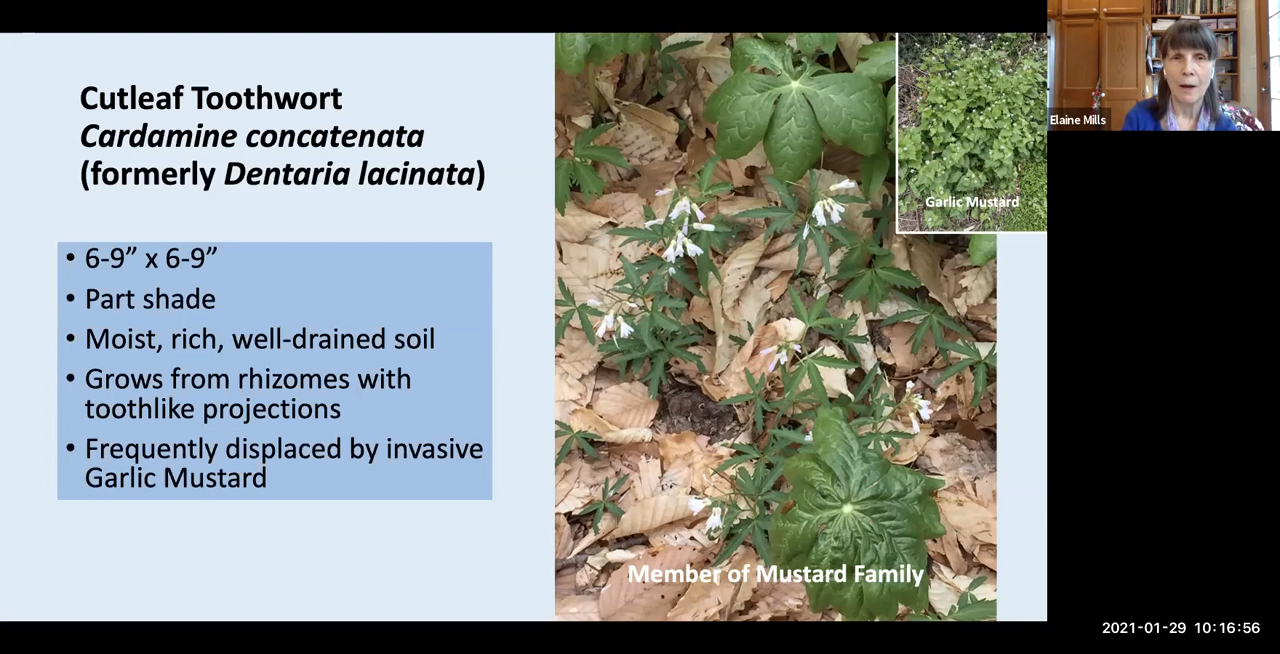 Cutleaf Toothwort
Cardamine concatenata
(formerly Dentaria lacinata)
• 6-9” x 6-9”
• Part shade
• Moist, rich, well-drained soil
• Grows from rhizomes with
toothlike projections
• Frequently displaced by invasive
Garlic Mustard
Garlic Mustard
Member of Mustard Family
Elaine Mills
2021-01-29 10:16:56